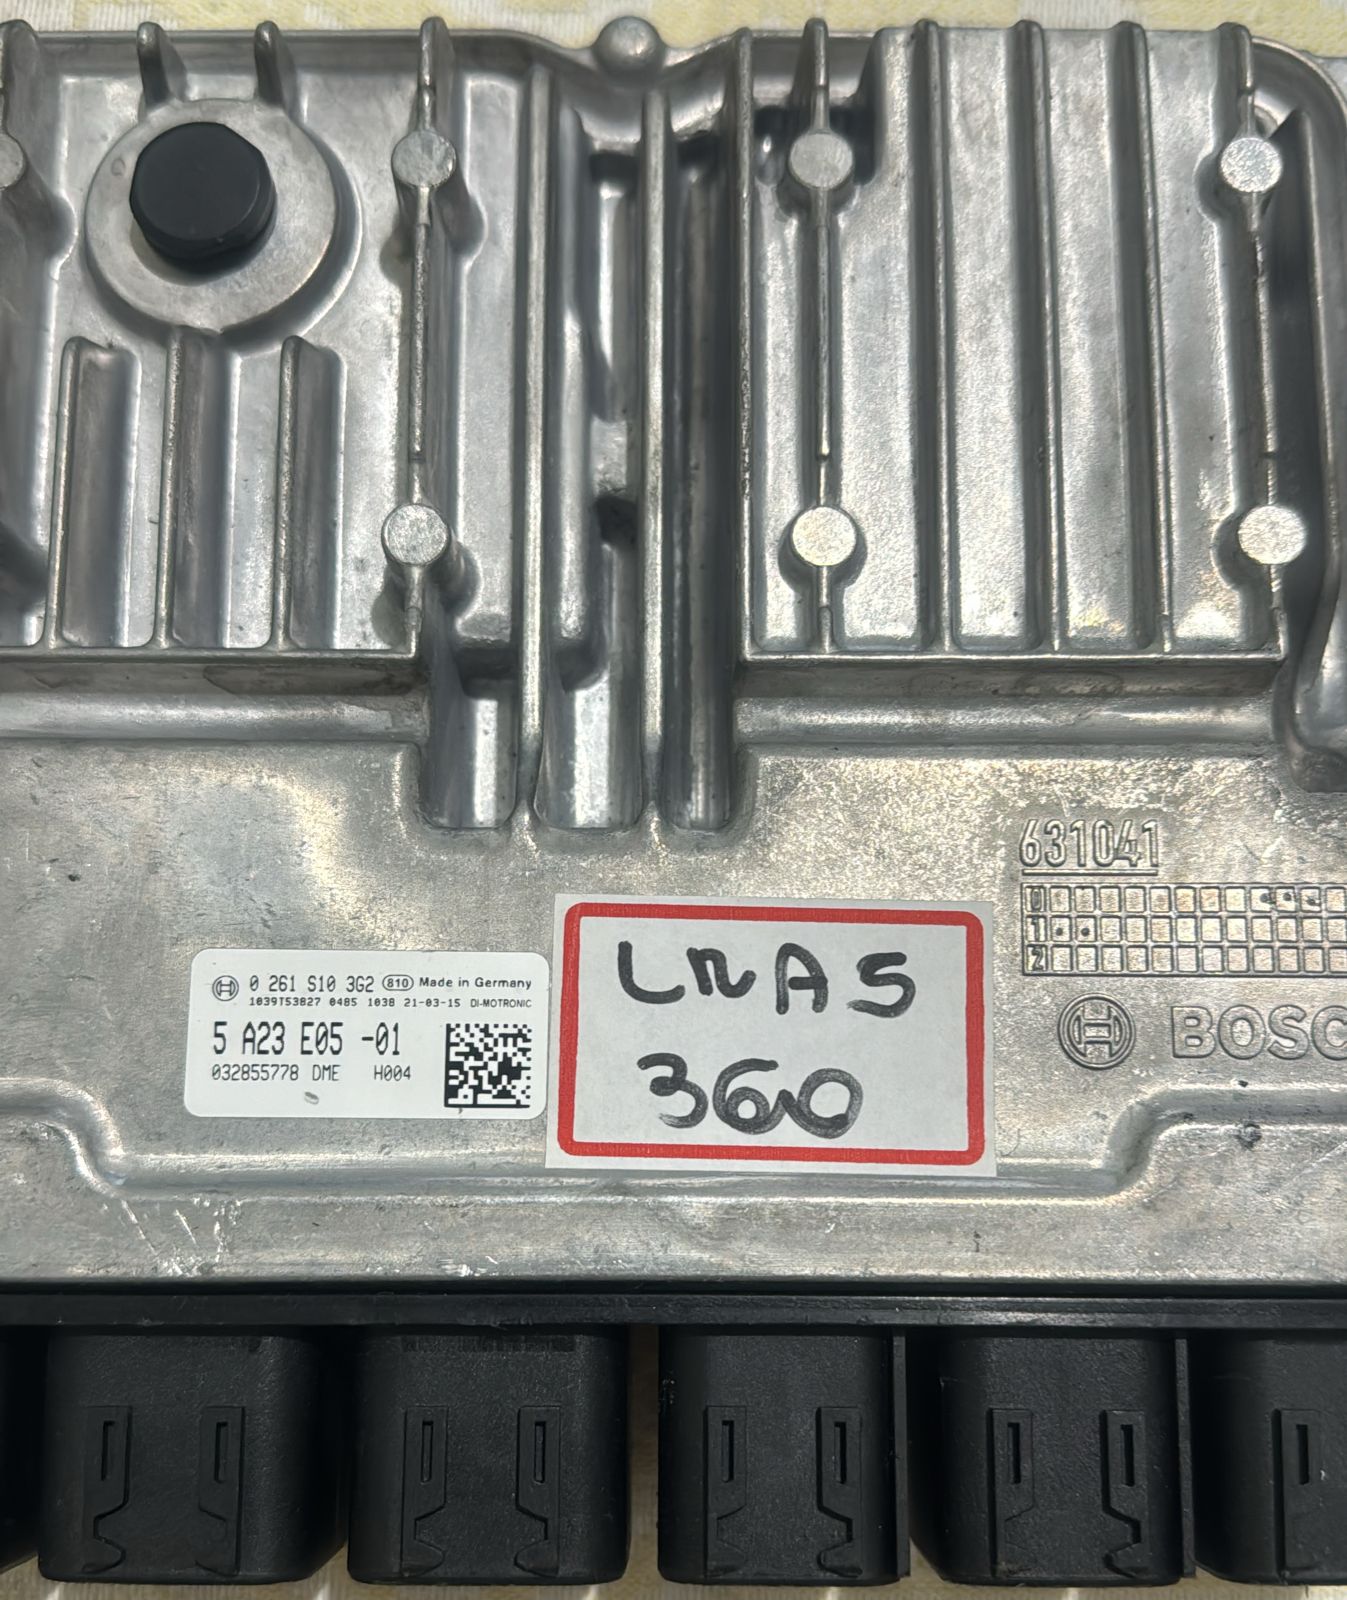 631041
0
1
2
BOSC
0 261 S10 3G2 810 Made in Germany
1039T53827 0485 1038 21-03-15 DI-MOTRONIC
5 A23 E05 -01
032855778 DME H004
360